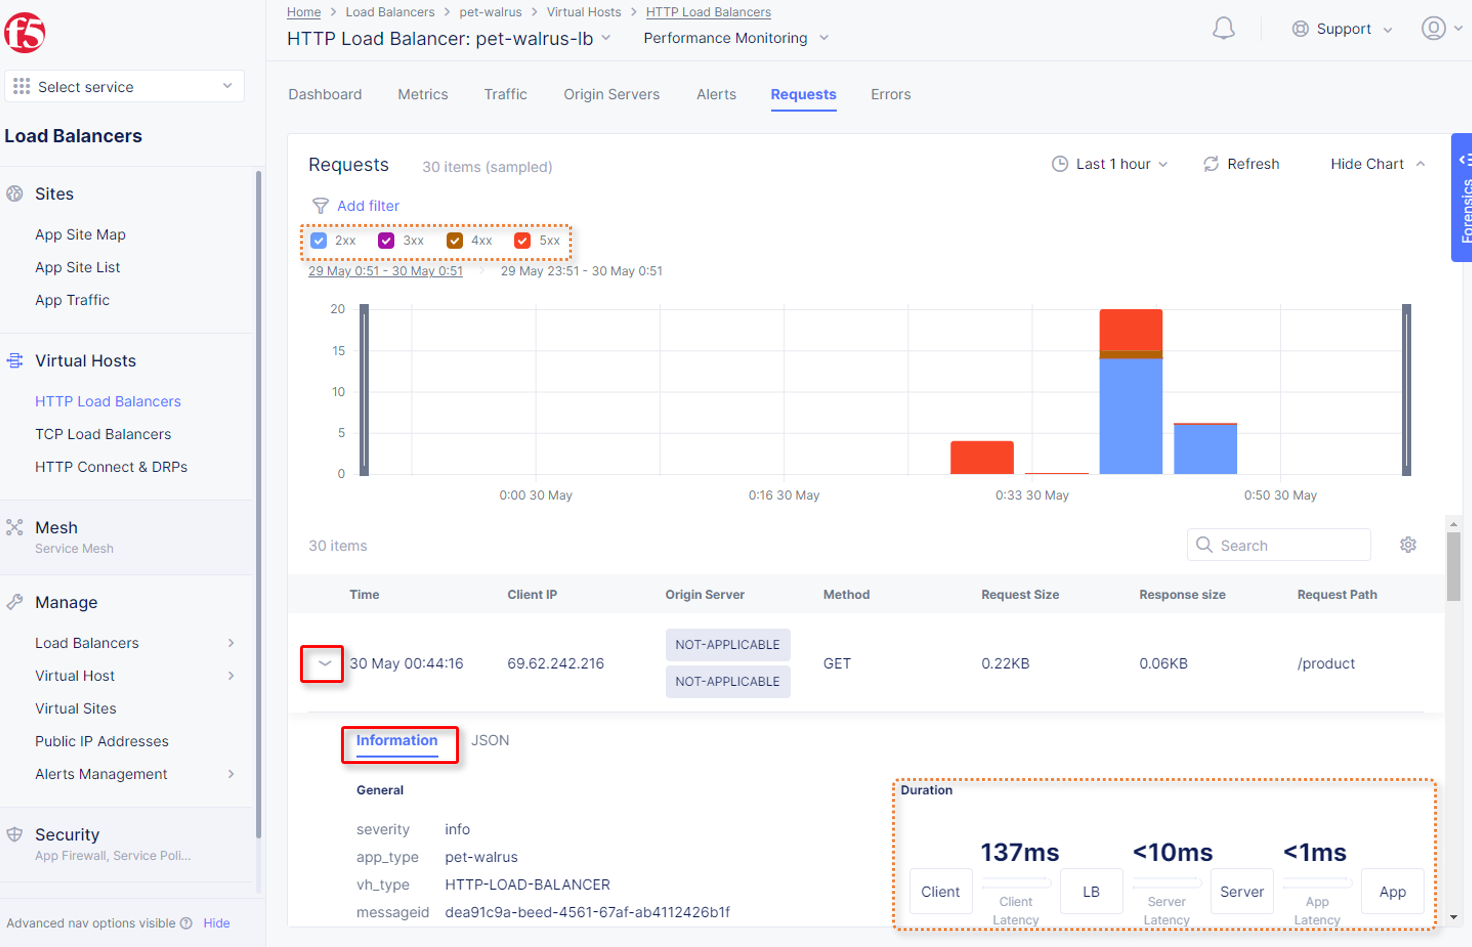 f5
Select service
Load Balancers
Sites
App Site Map
App Site List
App Traffic
Virtual Hosts
HTTP Load Balancers
TCP Load Balancers
HTTP Connect & DRPs
Mesh
Service Mesh
Manage
Load Balancers
Virtual Host
Virtual Sites
Public IP Addresses
Alerts Management
Security
App Firewall, Service Poli...
Advanced nav options visible Hide
Home > Load Balancers > pet-walrus > Virtual Hosts > HTTP Load Balancers
HTTP Load Balancer: pet-walrus-lb Performance Monitoring
Support
Dashboard Metrics Traffic Origin Servers Alerts Requests Errors
Requests 30 items (sampled)
Last 1 hour Refresh Hide Chart
Forensics
Add filter
2xx 3xx 4xx 5xx
29 May 0:51 - 30 May 0:51 > 29 May 23:51 - 30 May 0:51
20
15
10
5
0
0:00 30 May 0:16 30 May 0:33 30 May 0:50 30 May
30 items
Search
Time Client IP Origin Server Method Request Size Response size Request Path
30 May 00:44:16 69.62.242.216 NOT-APPLICABLE NOT-APPLICABLE GET 0.22KB 0.06KB /product
Information JSON
General
severity info
app_type pet-walrus
vh_type HTTP-LOAD-BALANCER
messageid dea91c9a-beed-4561-67af-ab4112426b1f
Duration
137ms <10ms <1ms
Client LB Server App
Client Latency
Server Latency
App Latency